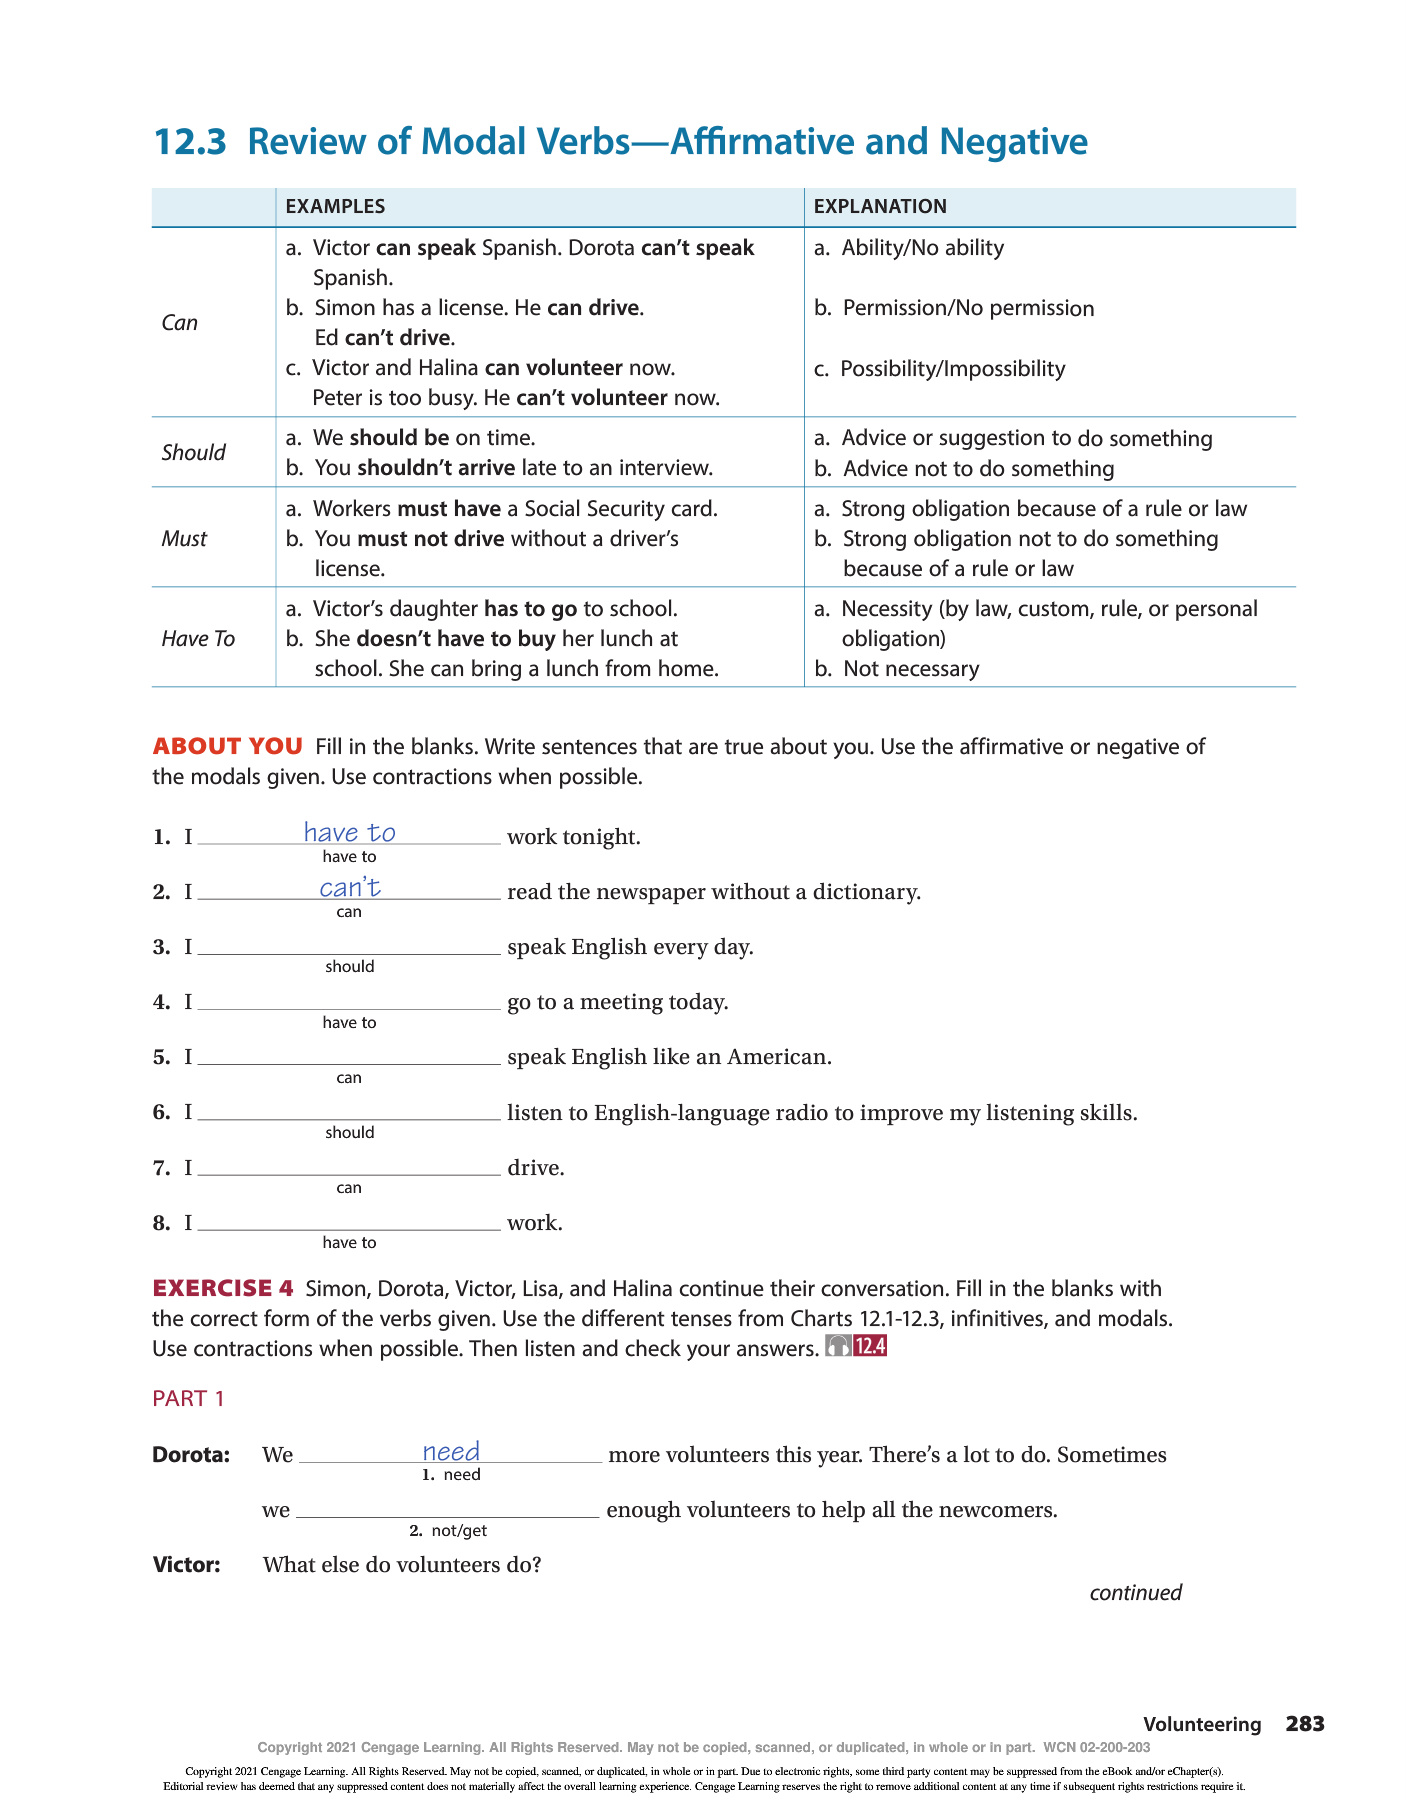 12.3 Review of Modal Verbs—Affirmative and Negative
EXAMPLES EXPLANATION
Can
a. Victor can speak Spanish. Dorota can't speak
Spanish.
b. Simon has a license. He can drive.
Ed can't drive.
c. Victor and Halina can volunteer now.
Peter is too busy. He can't volunteer now.
a. Ability/No ability
b. Permission/No permission
c. Possibility/Impossibility
Should
a. We should be on time.
b. You shouldn't arrive late to an interview.
a. Advice or suggestion to do something
b. Advice not to do something
Must
a. Workers must have a Social Security card.
b. You must not drive without a driver's
license.
a. Strong obligation because of a rule or law
b. Strong obligation not to do something
because of a rule or law
Have To
a. Victor's daughter has to go to school.
b. She doesn't have to buy her lunch at
school. She can bring a lunch from home.
a. Necessity (by law, custom, rule, or personal
obligation)
b. Not necessary
ABOUT YOU Fill in the blanks. Write sentences that are true about you. Use the affirmative or negative of
the modals given. Use contractions when possible.
1. I have to work tonight.
have to
2. I can't read the newspaper without a dictionary.
can
3. I speak English every day.
should
4. I go to a meeting today.
have to
5. I speak English like an American.
can
6. I listen to English-language radio to improve my listening skills.
should
7. I drive.
can
8. I work.
have to
EXERCISE 4 Simon, Dorota, Victor, Lisa, and Halina continue their conversation. Fill in the blanks with
the correct form of the verbs given. Use the different tenses from Charts 12.1-12.3, infinitives, and modals.
Use contractions when possible. Then listen and check your answers. 12.4
PART 1
Dorota: We need more volunteers this year. There's a lot to do. Sometimes
1. need
we enough volunteers to help all the newcomers.
2. not/get
Victor: What else do volunteers do?
continued
Volunteering 283
Copyright 2021 Cengage Learning. All Rights Reserved. May not be copied, scanned, or duplicated, in whole or in part. WCN 02-200-203
Copyright 2021 Cengage Learning. All Rights Reserved. May not be copied, scanned, or duplicated, in whole or in part. Due to electronic rights, some third party content may be suppressed from the eBook and/or eChapter(s).
Editorial review has deemed that any suppressed content does not materially affect the overall learning experience. Cengage Learning reserves the right to remove additional content at any time if subsequent rights restrictions require it.